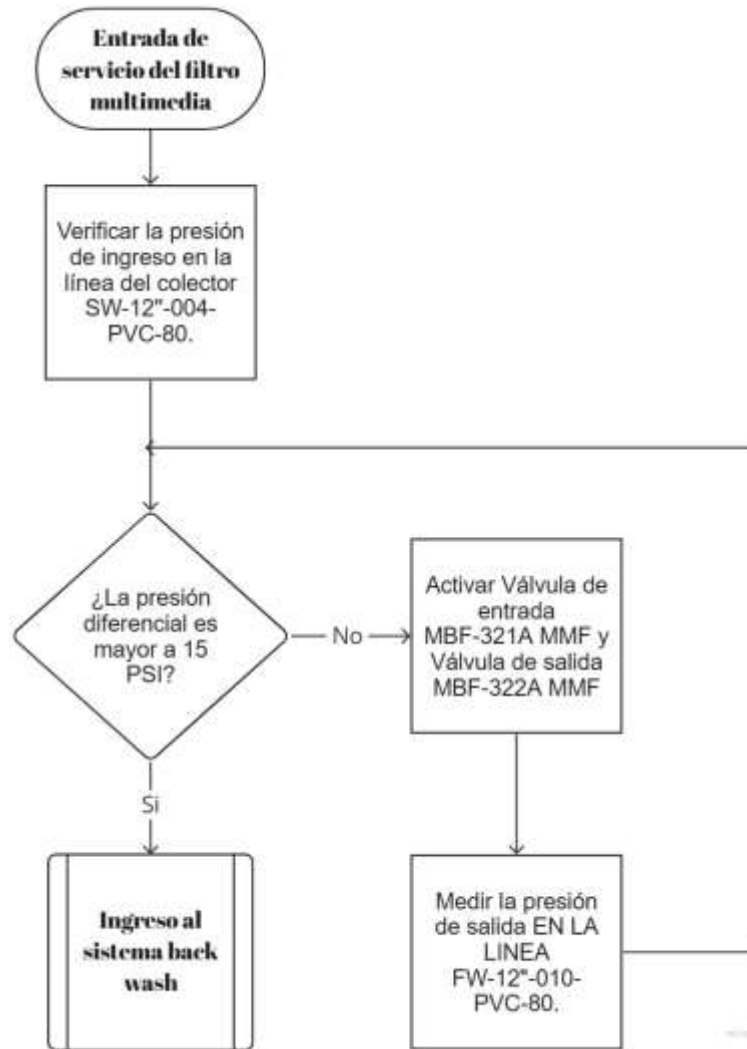 Entrada de
servicio del filtro
multimedia
Verificar la presión
de ingreso en la
línea del colector
SW-12"-004-
PVC-80.
¿La presión
diferencial es
mayor a 15
PSI?
No
Activar Válvula de
entrada
MBF-321A MMF y
Válvula de salida
MBF-322A MMF
Si
Ingreso al
sistema back
wash
Medir la presión
de salida EN LA
LINEA
FW-12"-010-
PVC-80.